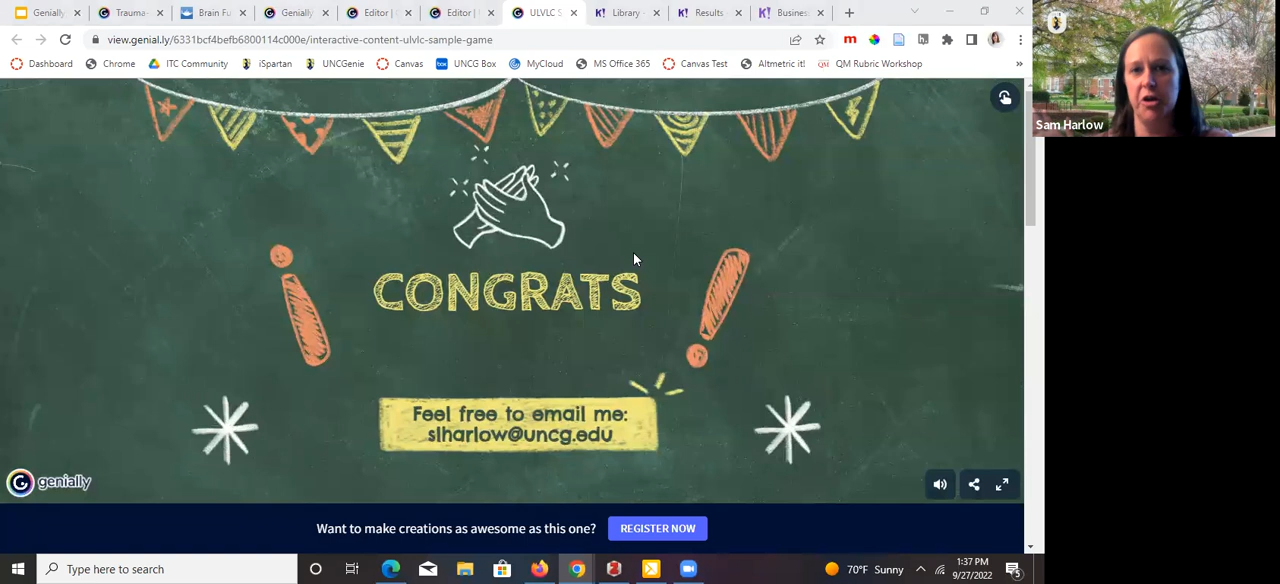 Genially
Trauma-
Brain Fu
Genially
Editor |
Editor |
ULVLC S
Library
Results
Busines
view.genial.ly/6331bcf4befb6800114c000e/interactive-content-ulvlc-sample-game
Dashboard
Chrome
ITC Community
iSpartan
UNCGenie
Canvas
UNCG Box
MyCloud
MS Office 365
Canvas Test
Altmetric it!
QM Rubric Workshop
Sam Harlow
CONGRATS
Feel free to email me:
slharlow@uncg.edu
genially
Want to make creations as awesome as this one?
REGISTER NOW
Type here to search
70°F Sunny
1:37 PM
9/27/2022